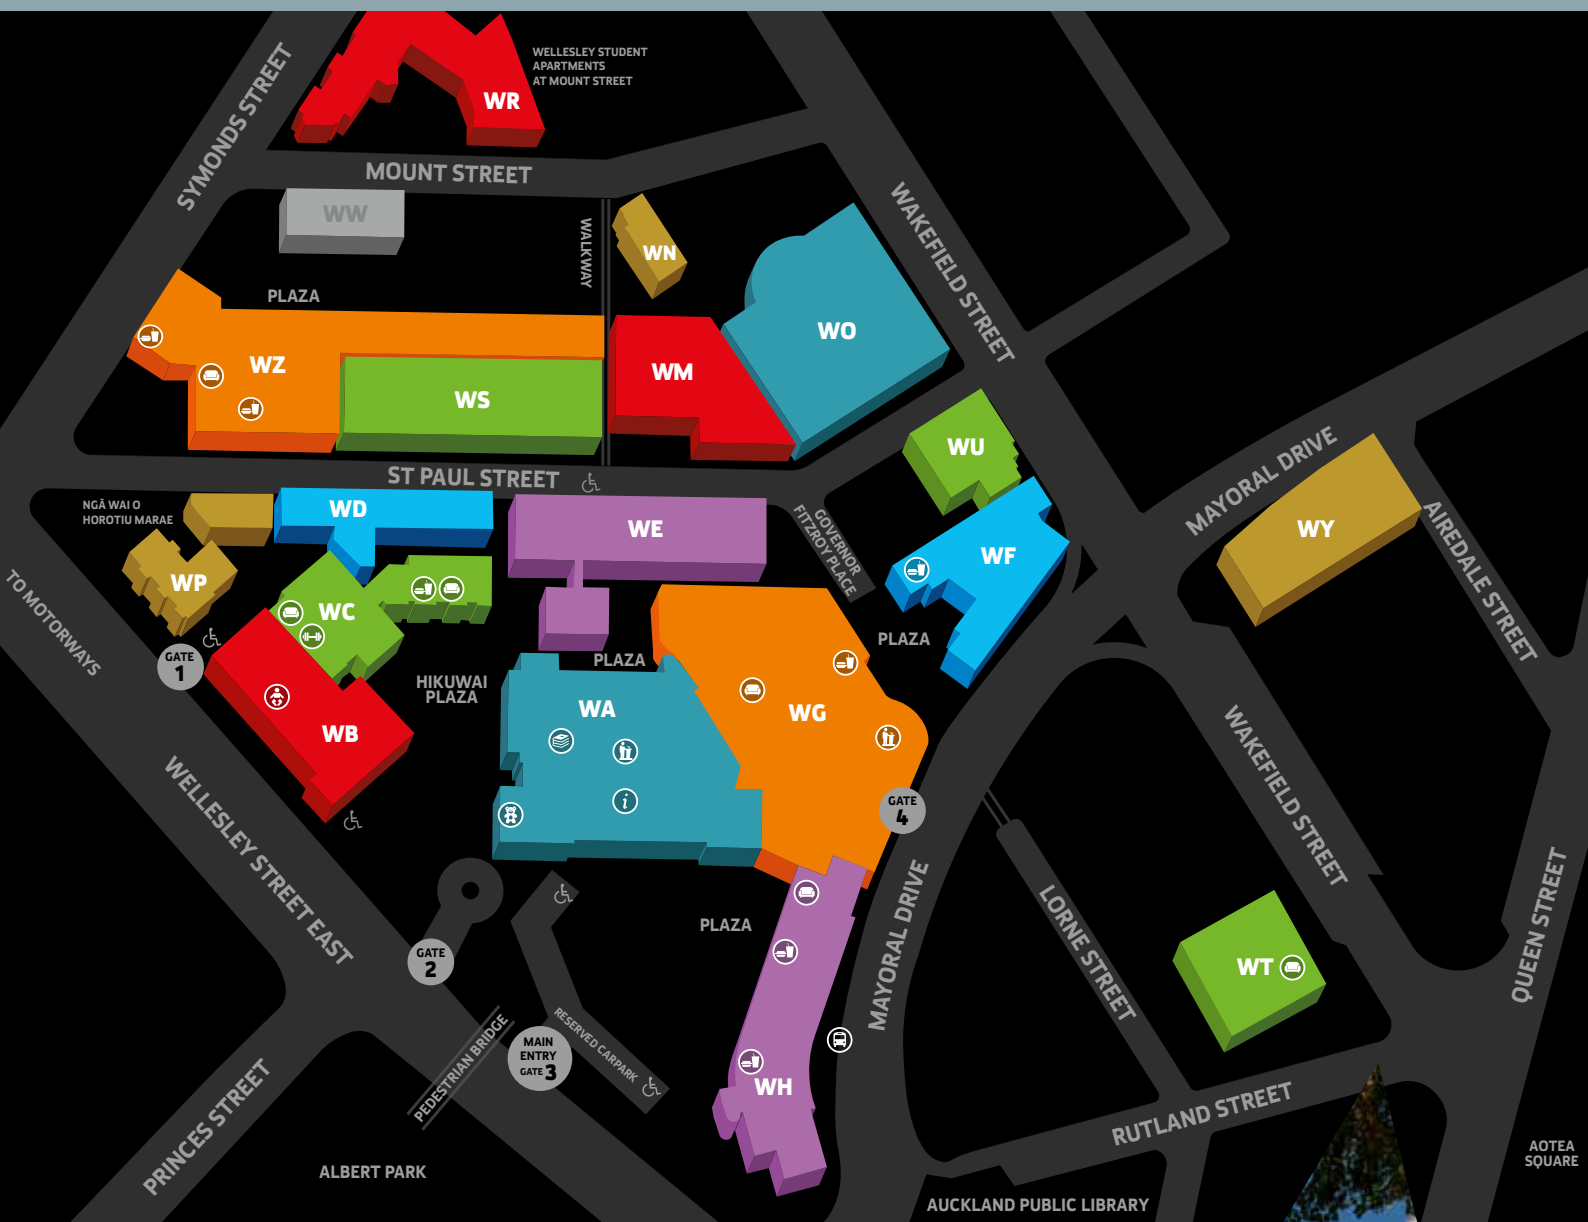 WELLESLEY STUDENT
APARTMENTS
AT MOUNT STREET
WR
SYMONDS STREET
MOUNT STREET
WW
WALKWAY
WN
WAKEFIELD STREET
PLAZA
WO
WZ
WM
WS
WU
MAYORAL DRIVE
ST PAUL STREET
NGĀ WAI O
HOROTIU MARAE
WD
WE
GOVERNOR
FITZROY PLACE
WF
WY
AIREDALE STREET
WP
WC
TO MOTORWAYS
GATE
1
PLAZA
PLAZA
HIKUWAI
PLAZA
WA
WG
WB
WAKEFIELD STREET
WELLESLEY STREET EAST
i
GATE
4
MAYORAL DRIVE
LORNE STREET
QUEEN STREET
PLAZA
GATE
2
WT
PEDESTRIAN BRIDGE
MAIN
ENTRY
GATE 3
RESERVED CARPARK
WH
PRINCES STREET
RUTLAND STREET
ALBERT PARK
AOTEA
SQUARE
AUCKLAND PUBLIC LIBRARY